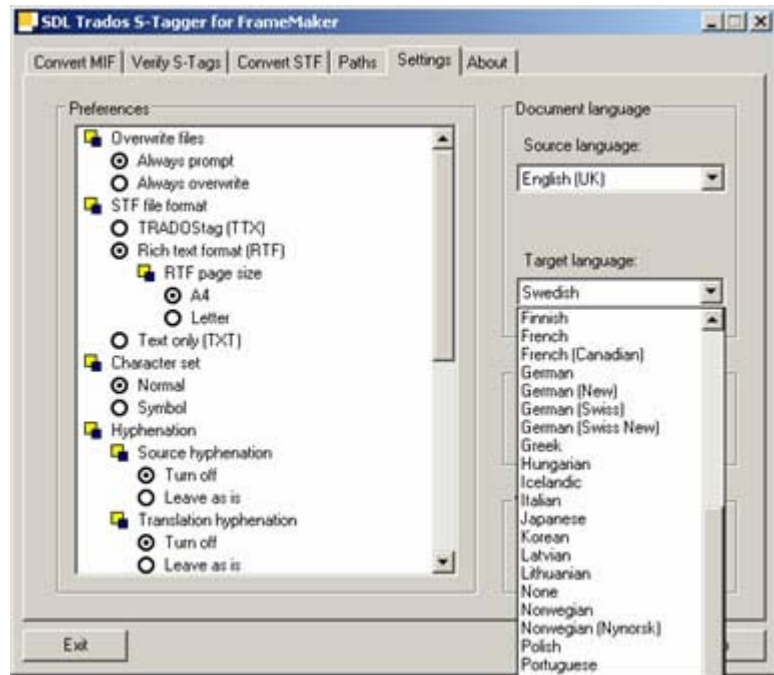 SDL Trados S-Tagger for FrameMaker
Convert MIF
Verify S-Tags
Convert STF
Paths
Settings
About
Preferences
Overwrite files
Always prompt
Always overwrite
STF file format
TRADOStag (TTX)
Rich text format (RTF)
RTF page size
A4
Letter
Text only (TXT)
Character set
Normal
Symbol
Hyphenation
Source hyphenation
Turn off
Leave as is
Translation hyphenation
Turn off
Leave as is
Document language
Source language:
English (UK)
Target language:
Swedish
Finnish
French
French (Canadian)
German
German (New)
German (Swiss)
German (Swiss New)
Greek
Hungarian
Icelandic
Italian
Japanese
Korean
Latvian
Lithuanian
None
Norwegian
Norwegian (Nynorsk)
Polish
Portuguese
Exit